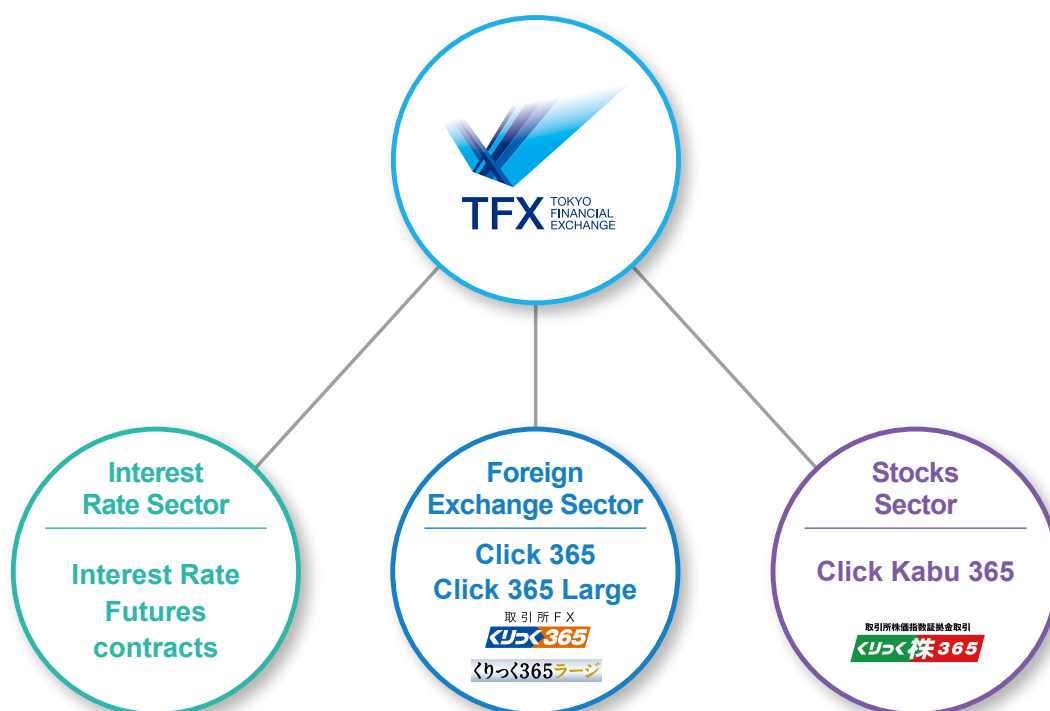 TFX
TOKYO
FINANCIAL
EXCHANGE
Interest
Rate Sector
Interest Rate
Futures
contracts
Foreign
Exchange Sector
Click 365
Click 365 Large
取引所FX
くりっく365
くりっく365ラージ
Stocks
Sector
Click Kabu 365
取引所株価指数証拠金取引
くりっく株365